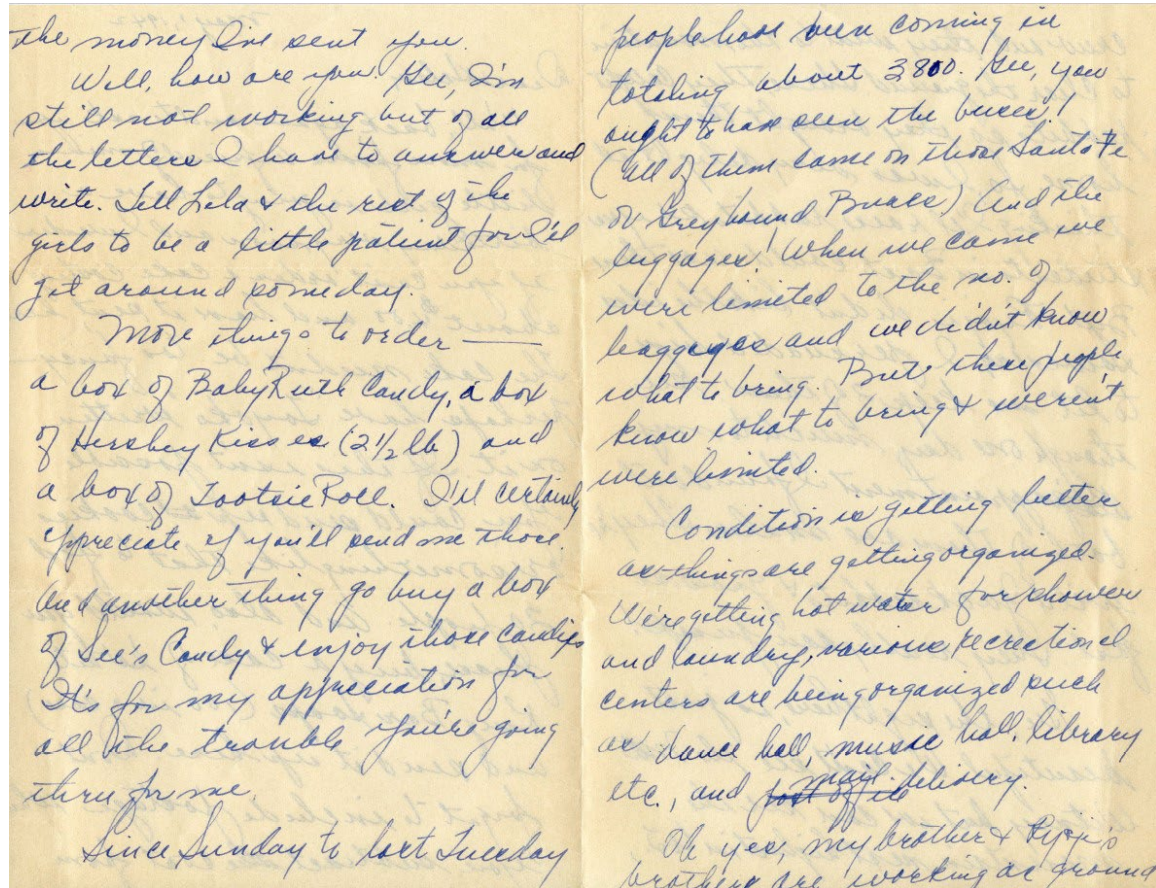 the money I've sent you.
Well, how are you? Gee, I'm
still not working but of all
the letters I have to answer and
write. Tell Lila & the rest of the
girls to be a little patient for I'll
get around someday.
More things to order —
a box of Baby Ruth Candy, a box
of Hershey Kisses (2½ lb) and
a box of Tootsie Roll. I'll certainly
appreciate if you'll send me those.
And another thing go buy a box
of See's Candy & enjoy those candies
It's for my appreciation for
all the trouble you're going
thru for me.
Since Sunday to last Tuesday
people have been coming in
totaling about 3800. Gee, you
ought to have seen the buses!
(all of them came on those Santa Fe
or Greyhound Buses) And the
luggages! When we came we
were limited to the no. of
baggages and we didn't know
what to bring. But these people
know what to bring & weren't
were limited.
Condition is getting better
as things are getting organized.
We're getting hot water for shower
and laundry, various recreational
centers are being organized such
as dance hall, music hall, library
etc., and post office mail delivery.
Oh yes, my brother &
brothers are working as ground